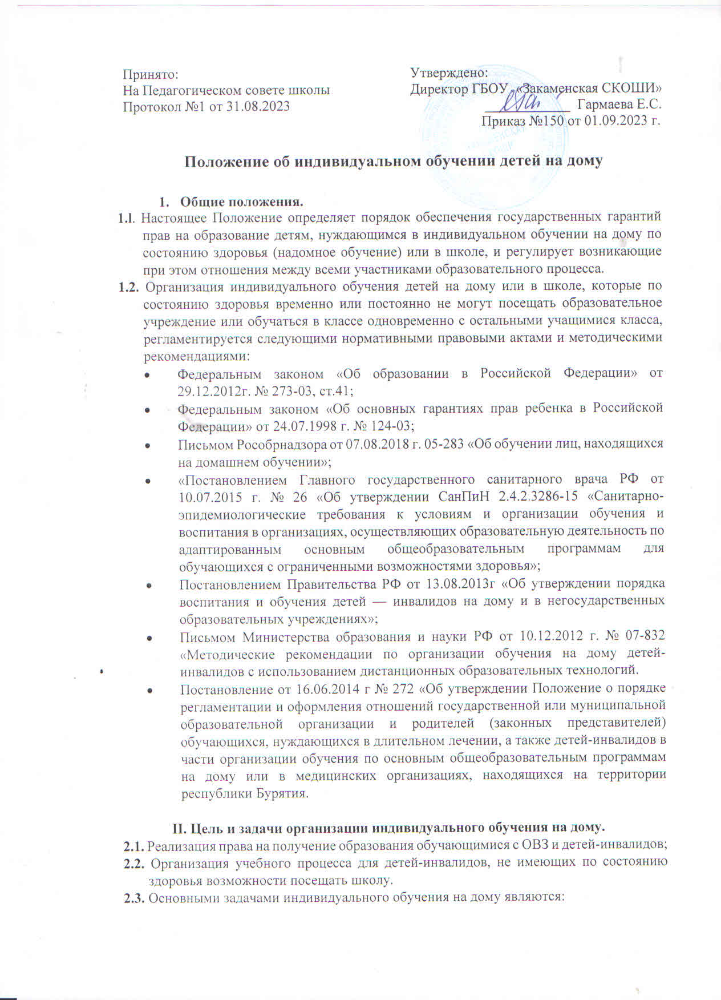 Принято:
На Педагогическом совете школы
Протокол №1 от 31.08.2023
Утверждено:
Директор ГБОУ «Закаменская СКОШИ»
Гармаева Е.С.
Приказ №150 от 01.09.2023 г.
Положение об индивидуальном обучении детей на дому
1. Общие положения.
1.l. Настоящее Положение определяет порядок обеспечения государственных гарантий
прав на образование детям, нуждающимся в индивидуальном обучении на дому по
состоянию здоровья (надомное обучение) или в школе, и регулирует возникающие
при этом отношения между всеми участниками образовательного процесса.
1.2. Организация индивидуального обучения детей на дому или в школе, которые по
состоянию здоровья временно или постоянно не могут посещать образовательное
учреждение или обучаться в классе одновременно с остальными учащимися класса,
регламентируется следующими нормативными правовыми актами и методическими
рекомендациями:
• Федеральным законом «Об образовании в Российской Федерации» от
29.12.2012г. № 273-03, ст.41;
• Федеральным законом «Об основных гарантиях прав ребенка в Российской
Федерации» от 24.07.1998 г. № 124-03;
• Письмом Рособрнадзора от 07.08.2018 г. 05-283 «Об обучении лиц, находящихся
на домашнем обучении»;
• «Постановлением Главного государственного санитарного врача РФ от
10.07.2015 г. № 26 «Об утверждении СанПиН 2.4.2.3286-15 «Санитарно-
эпидемиологические требования к условиям и организации обучения и
воспитания в организациях, осуществляющих образовательную деятельность по
адаптированным основным общеобразовательным программам для
обучающихся с ограниченными возможностями здоровья»;
• Постановлением Правительства РФ от 13.08.2013г «Об утверждении порядка
воспитания и обучения детей — инвалидов на дому и в негосударственных
образовательных учреждениях»;
• Письмом Министерства образования и науки РФ от 10.12.2012 г. № 07-832
«Методические рекомендации по организации обучения на дому детей-
инвалидов с использованием дистанционных образовательных технологий.
• Постановление от 16.06.2014 г № 272 «Об утверждении Положение о порядке
регламентации и оформления отношений государственной или муниципальной
образовательной организации и родителей (законных представителей)
обучающихся, нуждающихся в длительном лечении, а также детей-инвалидов в
части организации обучения по основным общеобразовательным программам
на дому или в медицинских организациях, находящихся на территории
республики Бурятия.
II. Цель и задачи организации индивидуального обучения на дому.
2.1. Реализация права на получение образования обучающимися с ОВЗ и детей-инвалидов;
2.2. Организация учебного процесса для детей-инвалидов, не имеющих по состоянию
здоровья возможности посещать школу.
2.3. Основными задачами индивидуального обучения на дому являются: